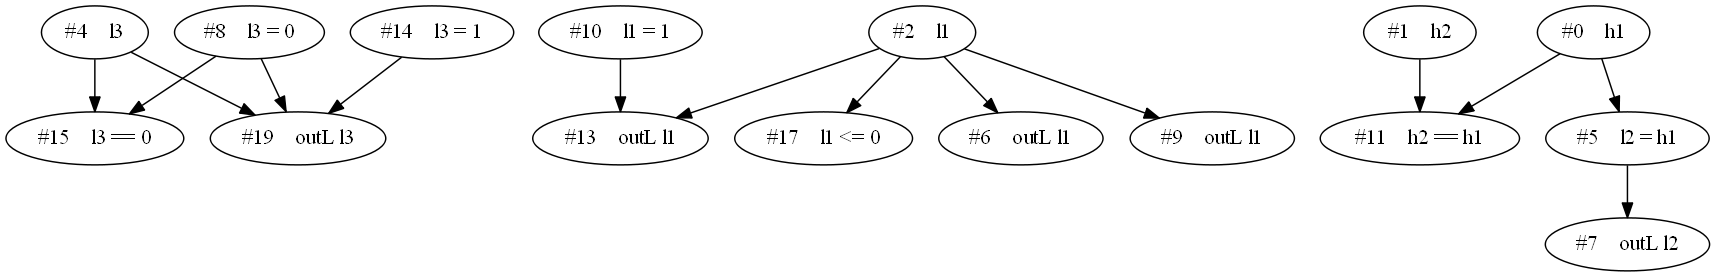 #4 l3
#8 l3 = 0
#14 l3 = 1
#10 l1 = 1
#2 l1
#1 h2
#0 h1
#15 l3 == 0
#19 outL l3
#13 outL l1
#17 l1 <= 0
#6 outL l1
#9 outL l1
#11 h2 == h1
#5 l2 = h1
#7 outL l2